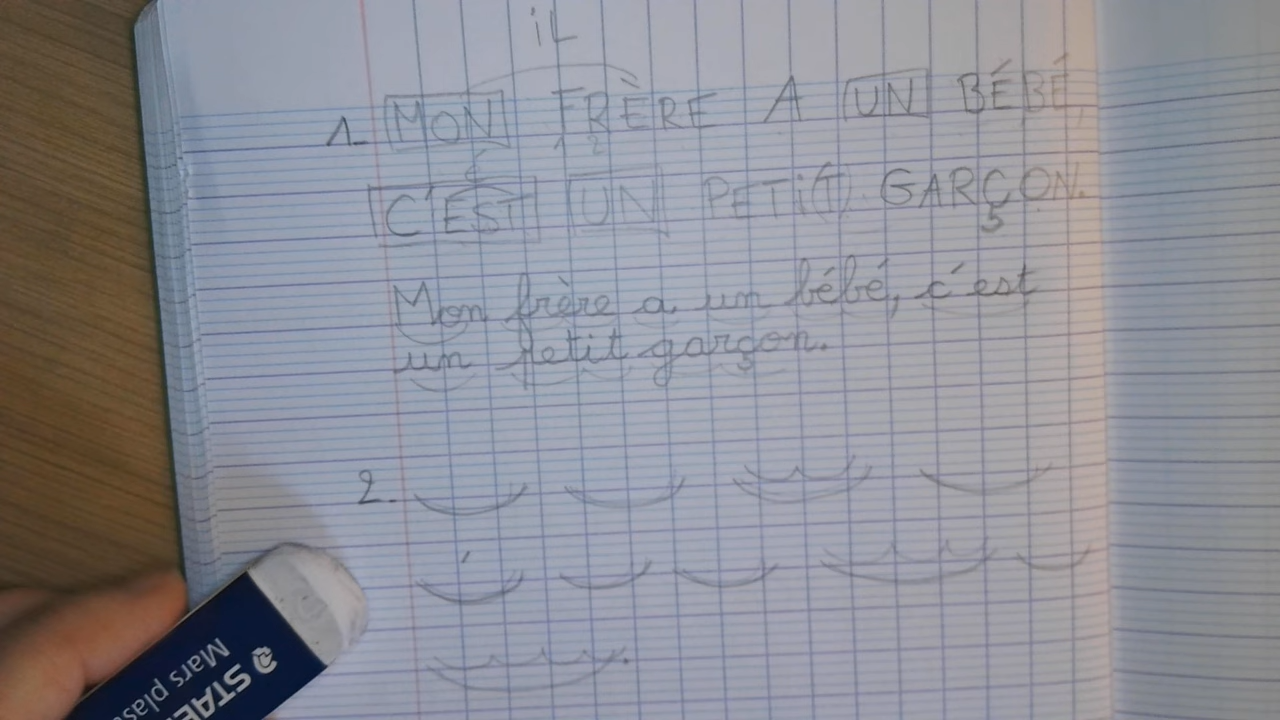 iL
1. MON FRÈRE A UN BÉBÉ,
C'EST UN PETI(T) GARÇON.
Mon frère a un bébé, c'est
un petit garçon.
2.
STAE
Mars plas